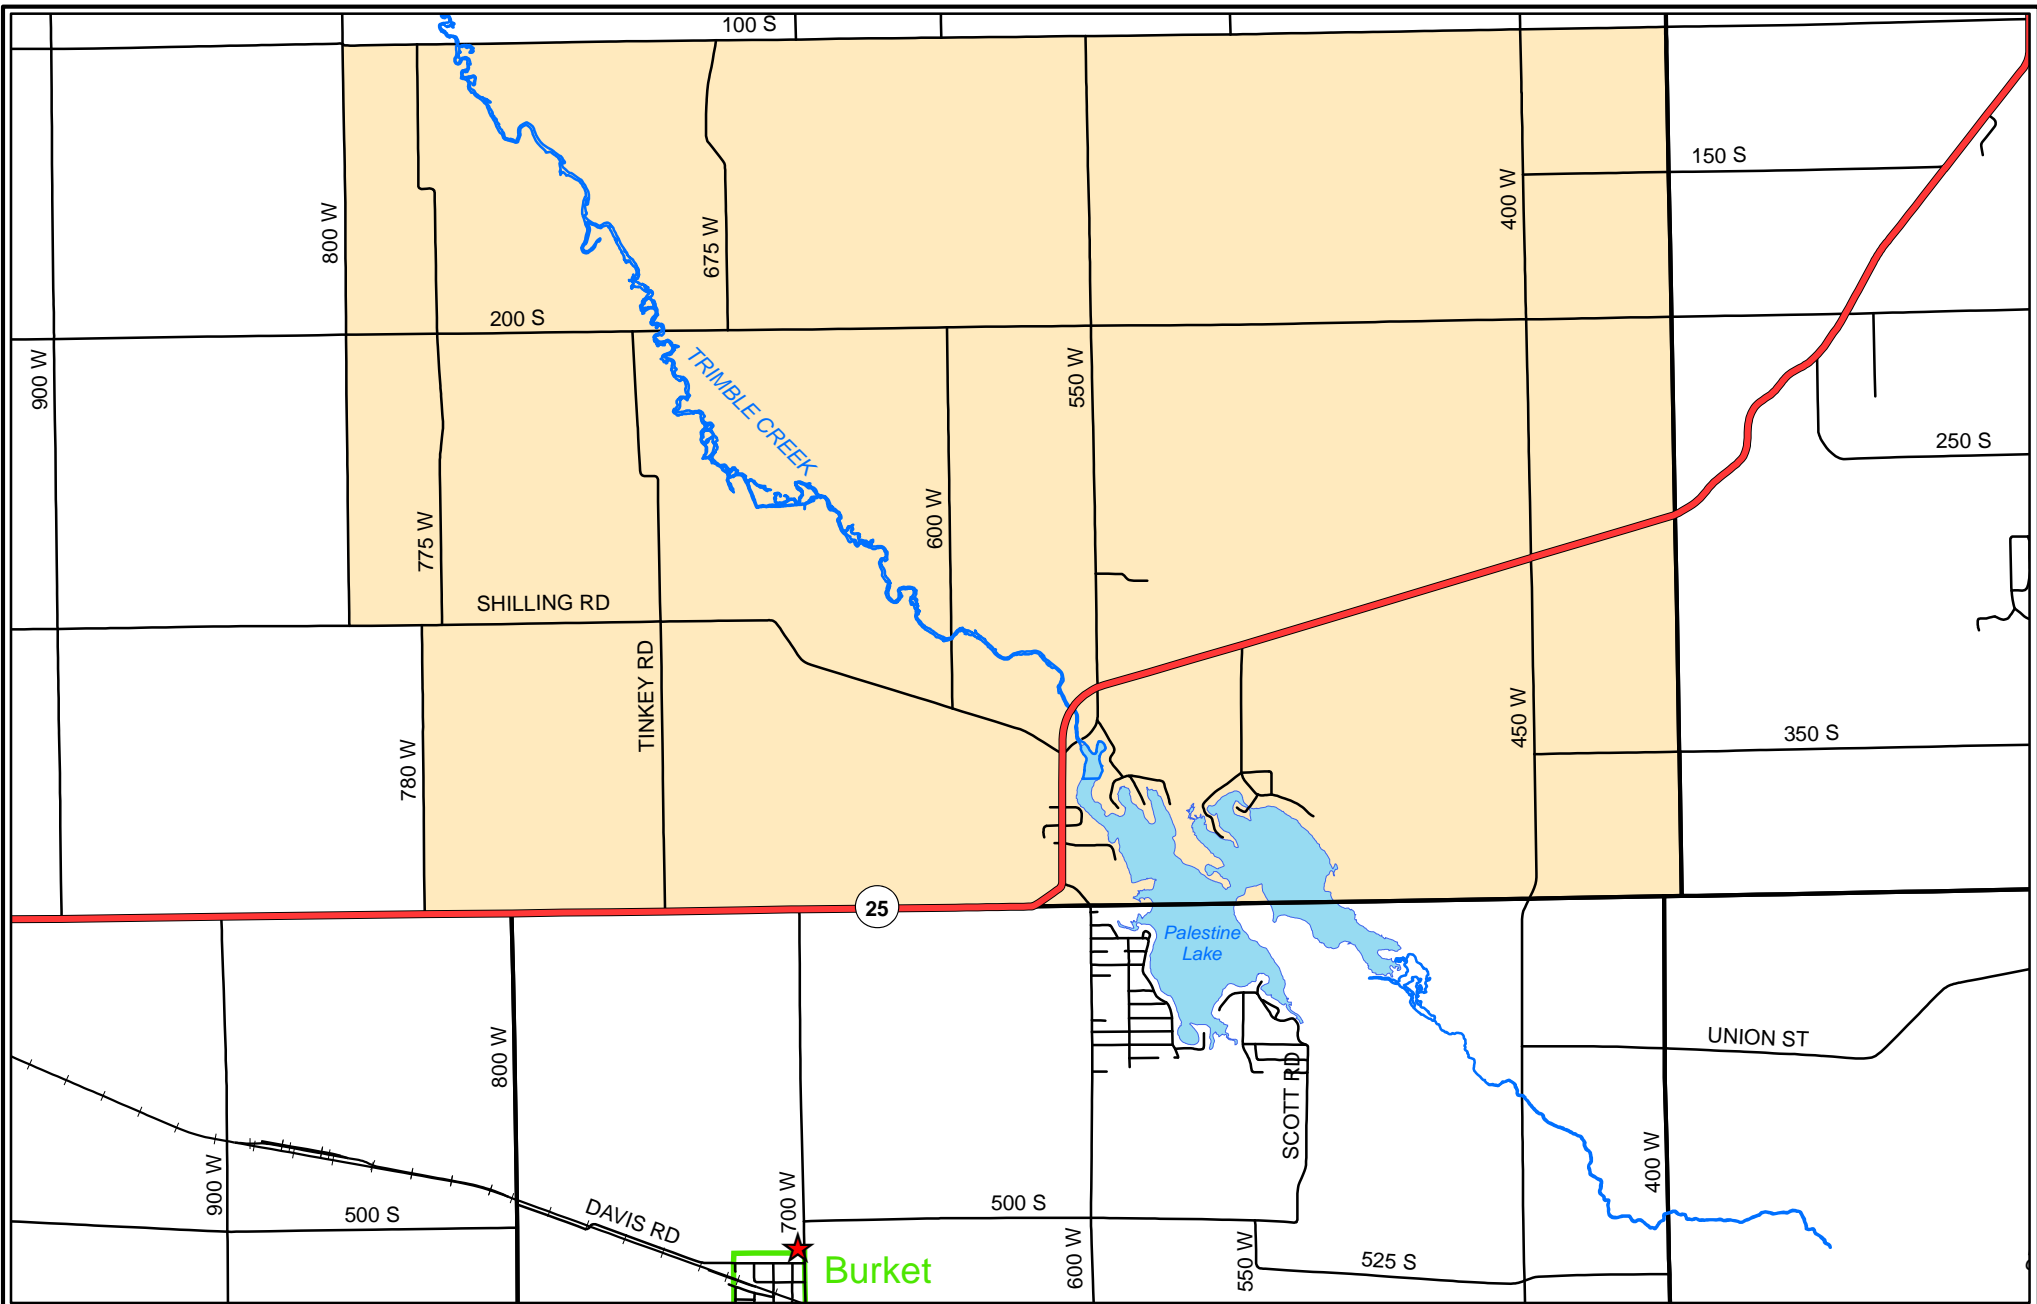 100 S
150 S
400 W
800 W
675 W
200 S
900 W
550 W
TRIMBLE CREEK
250 S
600 W
775 W
SHILLING RD
TINKEY RD
450 W
780 W
350 S
25
Palestine
Lake
UNION ST
800 W
SCOTT RD
900 W
400 W
700 W
500 S
500 S
DAVIS RD
600 W
550 W
525 S
Burket